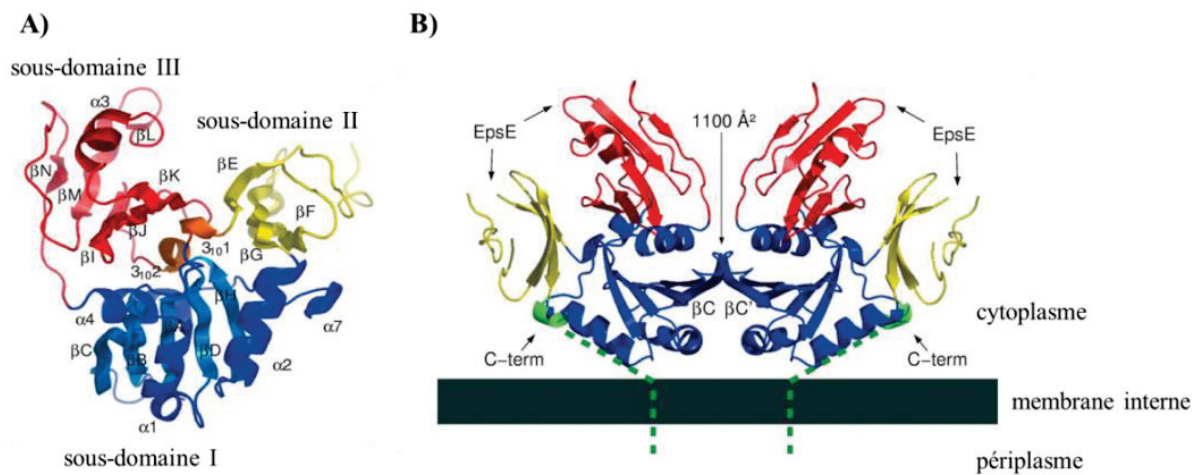 A)
sous-domaine III
α3
βL
sous-domaine II
βN
βE
βK
βM
βF
βJ
βI
3₁₀1
βG
3₁₀2
βH
α4
βA
α7
βC
βB
βD
α2
α1
sous-domaine I
B)
1100 Å²
EpsE
EpsE
βC βC'
cytoplasme
C-term
C-term
membrane interne
périplasme